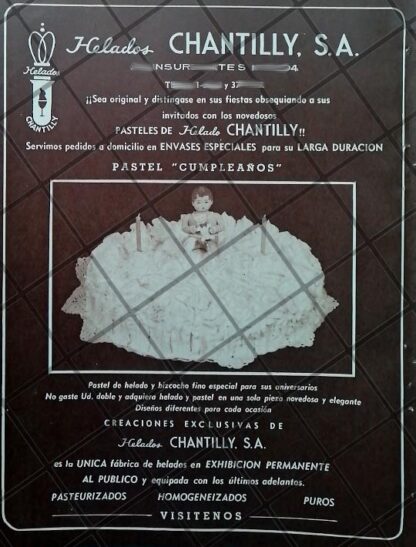 Helados CHANTILLY, S.A.
Helados
CHANTILLY
NSUR TES 4
y 37
¡¡Sea original y distíngase en sus fiestas obsequiando a sus
invitados con los novedosos
PASTELES DE Helado CHANTILLY!!
Servimos pedidos a domicilio en ENVASES ESPECIALES para su LARGA DURACION
PASTEL "CUMPLEAÑOS"
Pastel de helado y bizcocho fino especial para sus aniversarios
No gaste Ud. doble y adquiera helado y pastel en una sola pieza novedosa y elegante
Diseños diferentes para cada ocasión
CREACIONES EXCLUSIVAS DE
Helados CHANTILLY, S.A.
es la UNICA fábrica de helados en EXHIBICION PERMANENTE
AL PUBLICO y equipada con los últimos adelantos.
PASTEURIZADOS HOMOGENEIZADOS PUROS
VISITENOS